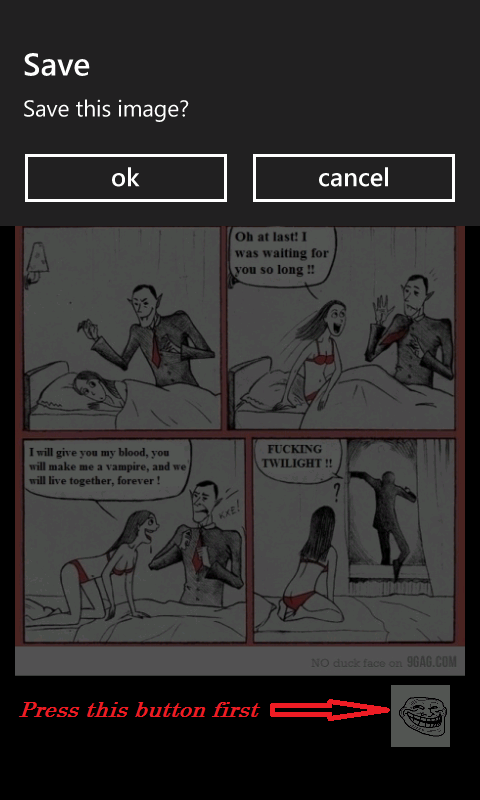 Save
Save this image?
ok
cancel
Oh at last! I
was waiting for
you so long !!
I will give you my blood, you
will make me a vampire, and we
will live together, forever !
KXE!
FUCKING
TWILIGHT !!
?
NO duck face on 9GAG.COM
Press this button first